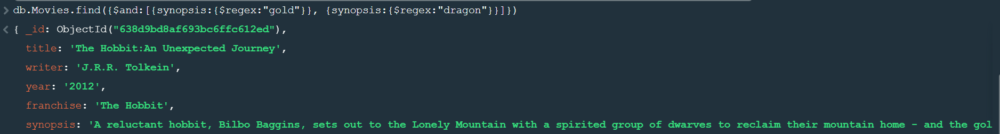 db.Movies.find({$and:[{synopsis:{$regex:"gold"}}, {synopsis:{$regex:"dragon"}}]})
{ _id: ObjectId("638d9bd8af693bc6ffc612ed"),
title: 'The Hobbit:An Unexpected Journey',
writer: 'J.R.R. Tolkein',
year: '2012',
franchise: 'The Hobbit',
synopsis: 'A reluctant hobbit, Bilbo Baggins, sets out to the Lonely Mountain with a spirited group of dwarves to reclaim their mountain home - and the gol